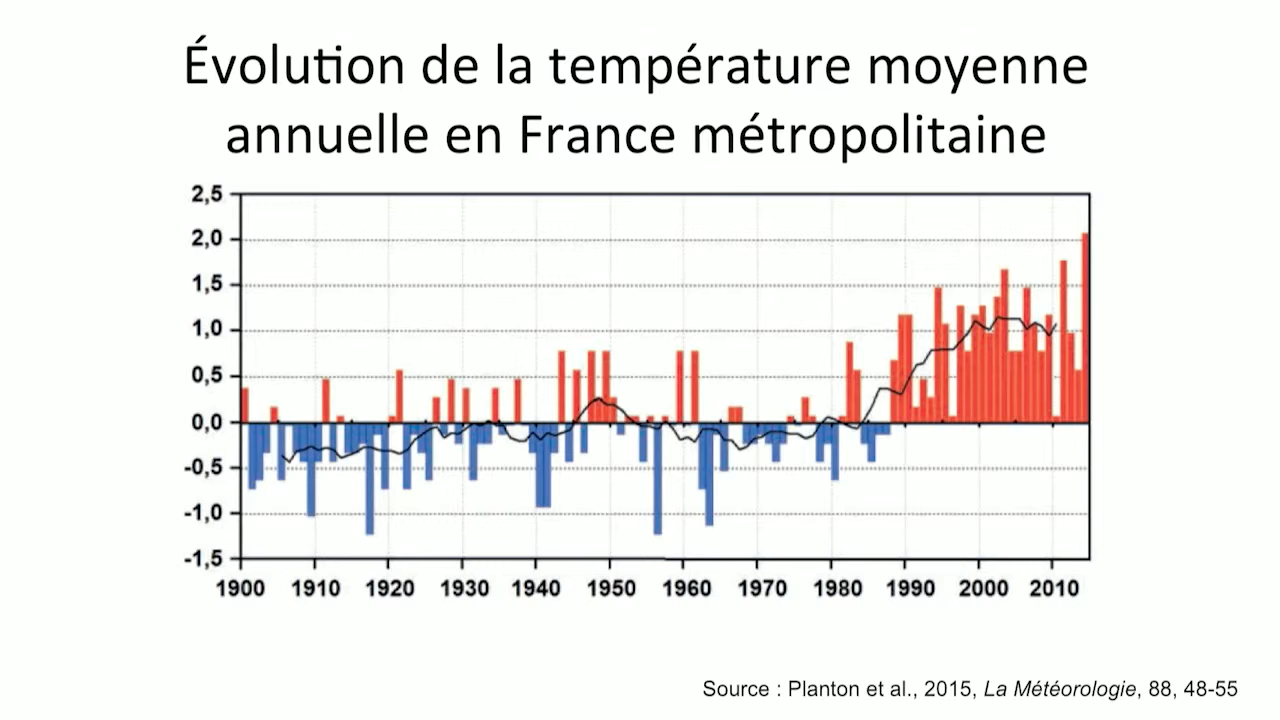 Évolution de la température moyenne
annuelle en France métropolitaine
2,5
2,0
1,5
1,0
0,5
0,0
-0,5
-1,0
-1,5
1900 1910 1920 1930 1940 1950 1960 1970 1980 1990 2000 2010
Source : Planton et al., 2015, La Météorologie, 88, 48-55